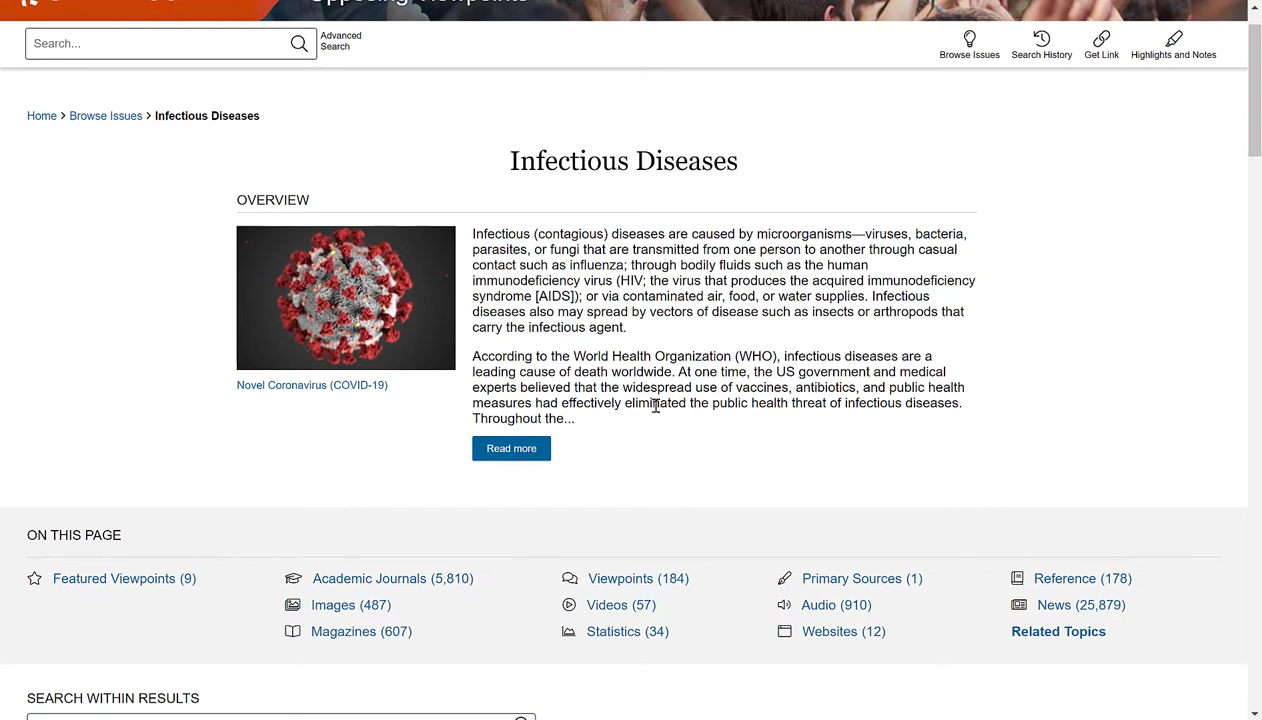 Opposing Viewpoints
Search...
Advanced
Search
Browse Issues
Search History
Get Link
Highlights and Notes
Home > Browse Issues > Infectious Diseases
Infectious Diseases
OVERVIEW
Novel Coronavirus (COVID-19)
Infectious (contagious) diseases are caused by microorganisms—viruses, bacteria,
parasites, or fungi that are transmitted from one person to another through casual
contact such as influenza; through bodily fluids such as the human
immunodeficiency virus (HIV; the virus that produces the acquired immunodeficiency
syndrome [AIDS]); or via contaminated air, food, or water supplies. Infectious
diseases also may spread by vectors of disease such as insects or arthropods that
carry the infectious agent.
According to the World Health Organization (WHO), infectious diseases are a
leading cause of death worldwide. At one time, the US government and medical
experts believed that the widespread use of vaccines, antibiotics, and public health
measures had effectively eliminated the public health threat of infectious diseases.
Throughout the...
Read more
ON THIS PAGE
Featured Viewpoints (9)
Academic Journals (5,810)
Images (487)
Magazines (607)
Viewpoints (184)
Videos (57)
Statistics (34)
Primary Sources (1)
Audio (910)
Websites (12)
Reference (178)
News (25,879)
Related Topics
SEARCH WITHIN RESULTS